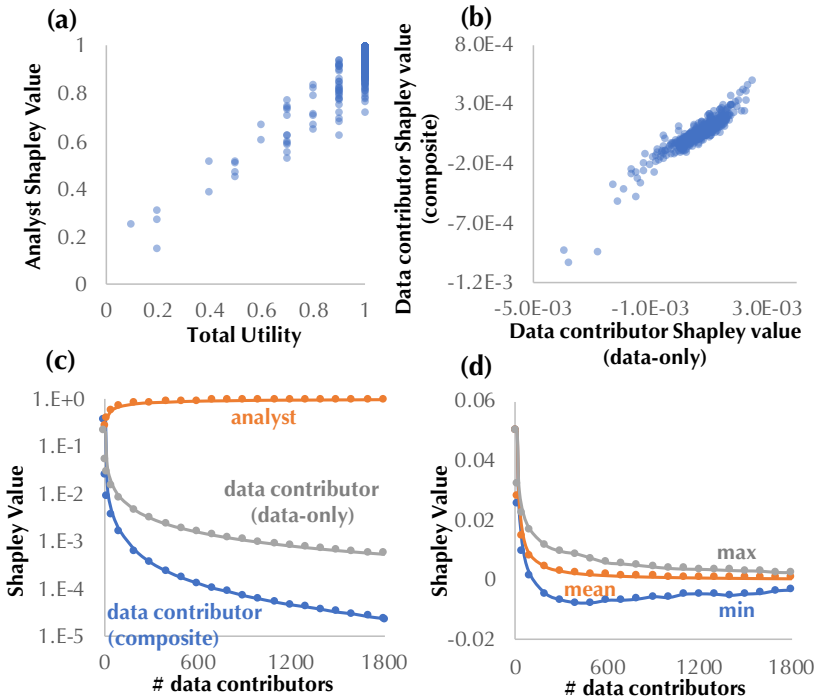 (a)
Analyst Shapley Value
1
0.8
0.6
0.4
0.2
0
0 0.2 0.4 0.6 0.8 1
Total Utility
(b)
Data contributor Shapley value
(composite)
8.0E-4
3.0E-4
-2.0E-4
-7.0E-4
-1.2E-3
-5.0E-03 -1.0E-03 3.0E-03
Data contributor Shapley value
(data-only)
(c)
Shapley Value
1.E+0
1.E-1
1.E-2
1.E-3
1.E-4
1.E-5
analyst
data contributor
(data-only)
data contributor
(composite)
0 600 1200 1800
# data contributors
(d)
Shapley Value
0.06
0.04
0.02
0
-0.02
max
mean
min
0 600 1200 1800
# data contributors